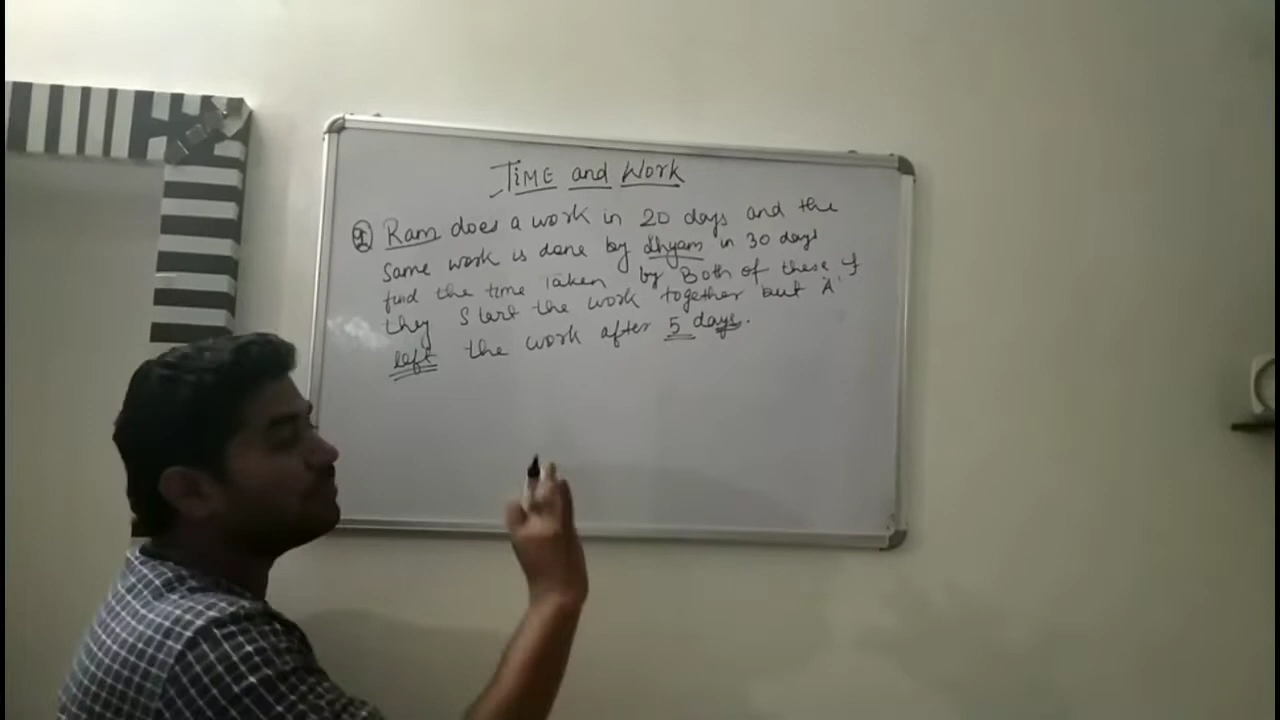 TIME and Work
Q Ram does a work in 20 days and the
same work is done by shyam in 30 days
find the time taken by Both of these if
they start the work together but 'A'
left the work after 5 days.